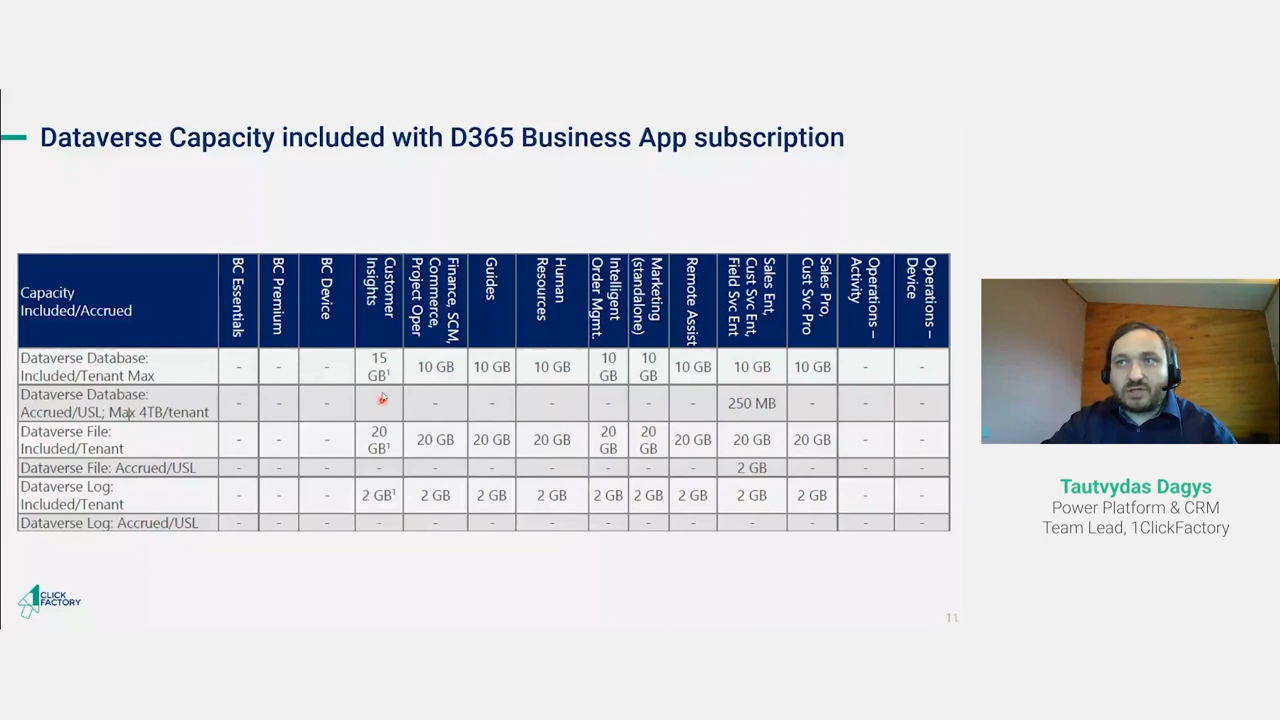 Dataverse Capacity included with D365 Business App subscription
Capacity
Included/Accrued
BC Essentials
BC Premium
BC Device
Customer
Insights
Finance, SCM,
Commerce,
Project Oper
Guides
Human
Resources
Intelligent
Order Mgmt.
Marketing
(standalone)
Remote Assist
Sales Ent,
Cust Svc Ent,
Field Svc Ent
Sales Pro,
Cust Svc Pro
Operations –
Activity
Operations –
Device
Dataverse Database:
Included/Tenant Max
- - - 15 GB¹ 10 GB 10 GB 10 GB 10 GB 10 GB 10 GB 10 GB 10 GB - -
Dataverse Database:
Accrued/USL; Max 4TB/tenant
- - - - - - - - - - 250 MB - - -
Dataverse File:
Included/Tenant
- - - 20 GB¹ 20 GB 20 GB 20 GB 20 GB 20 GB 20 GB 20 GB 20 GB - -
Dataverse File: Accrued/USL - - - - - - - - - - 2 GB - - -
Dataverse Log:
Included/Tenant
- - - 2 GB¹ 2 GB 2 GB 2 GB 2 GB 2 GB 2 GB 2 GB 2 GB - -
Dataverse Log: Accrued/USL - - - - - - - - - - - - - -
Tautvydas Dagys
Power Platform & CRM
Team Lead, 1ClickFactory
1 CLICK
FACTORY
11